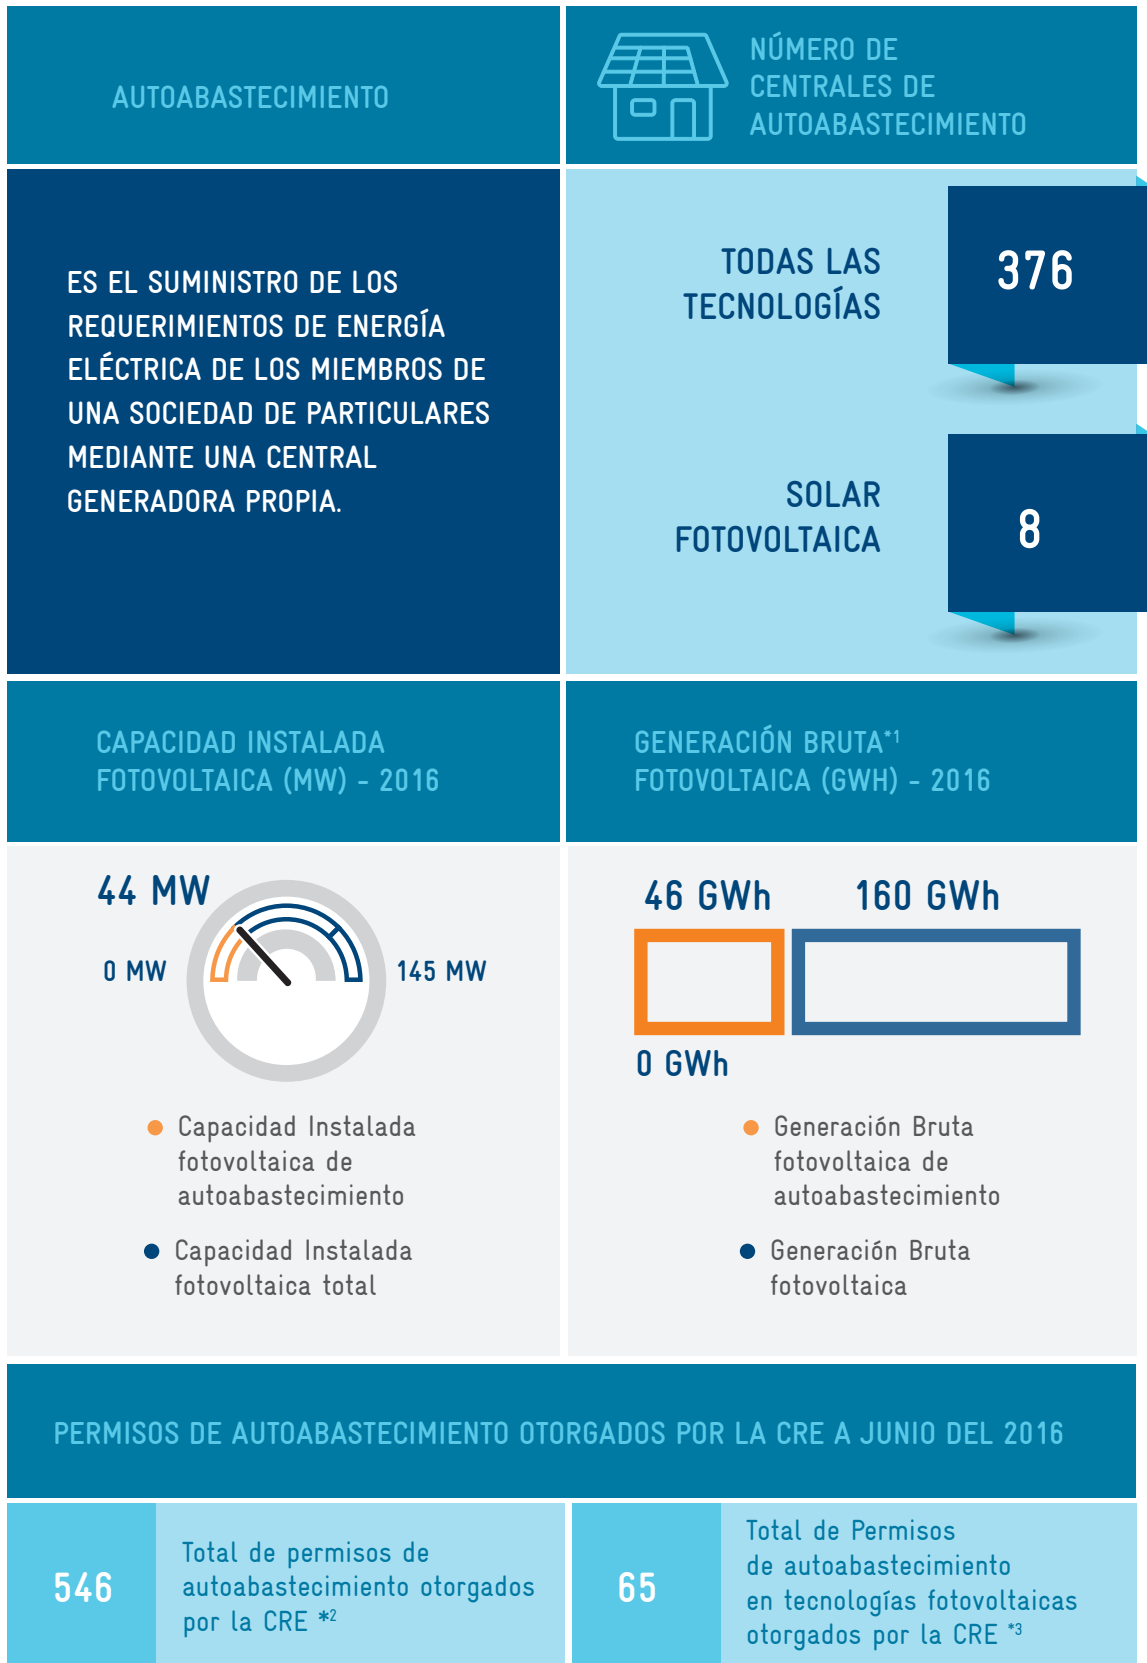 AUTOABASTECIMIENTO
NÚMERO DE
CENTRALES DE
AUTOABASTECIMIENTO
ES EL SUMINISTRO DE LOS
REQUERIMIENTOS DE ENERGÍA
ELÉCTRICA DE LOS MIEMBROS DE
UNA SOCIEDAD DE PARTICULARES
MEDIANTE UNA CENTRAL
GENERADORA PROPIA.
TODAS LAS
TECNOLOGÍAS
376
SOLAR
FOTOVOLTAICA
8
CAPACIDAD INSTALADA
FOTOVOLTAICA (MW) - 2016
GENERACIÓN BRUTA*1
FOTOVOLTAICA (GWH) - 2016
44 MW
0 MW
145 MW
Capacidad Instalada
fotovoltaica de
autoabastecimiento
Capacidad Instalada
fotovoltaica total
46 GWh
160 GWh
0 GWh
Generación Bruta
fotovoltaica de
autoabastecimiento
Generación Bruta
fotovoltaica
PERMISOS DE AUTOABASTECIMIENTO OTORGADOS POR LA CRE A JUNIO DEL 2016
546
Total de permisos de
autoabastecimiento otorgados
por la CRE *2
65
Total de Permisos
de autoabastecimiento
en tecnologías fotovoltaicas
otorgados por la CRE *3